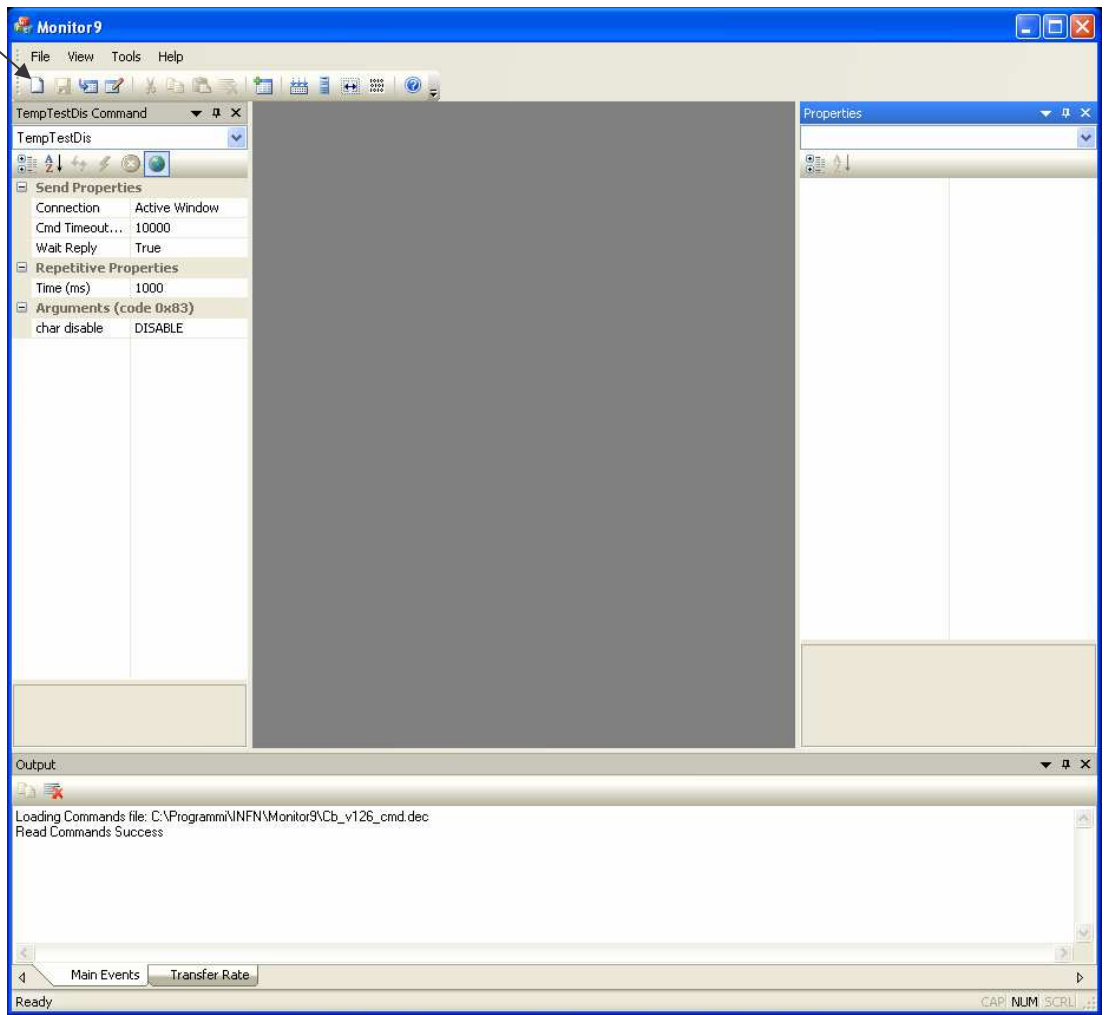 Monitor9
File View Tools Help
TempTestDis Command
TempTestDis
Send Properties
Connection Active Window
Cmd Timeout... 10000
Wait Reply True
Repetitive Properties
Time (ms) 1000
Arguments (code 0x83)
char disable DISABLE
Properties
Output
Loading Commands file: C:\Programmi\INFN\Monitor9\Cb_v126_cmd.dec
Read Commands Success
Main Events Transfer Rate
Ready CAP NUM SCRL